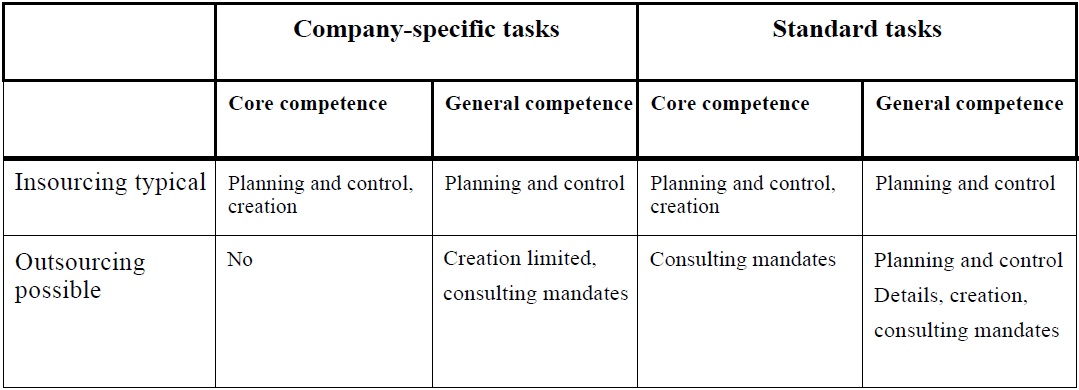 Company-specific tasks
Standard tasks
Core competence
General competence
Core competence
General competence
Insourcing typical
Planning and control,
creation
Planning and control
Planning and control,
creation
Planning and control
Outsourcing
possible
No
Creation limited,
consulting mandates
Consulting mandates
Planning and control
Details, creation,
consulting mandates